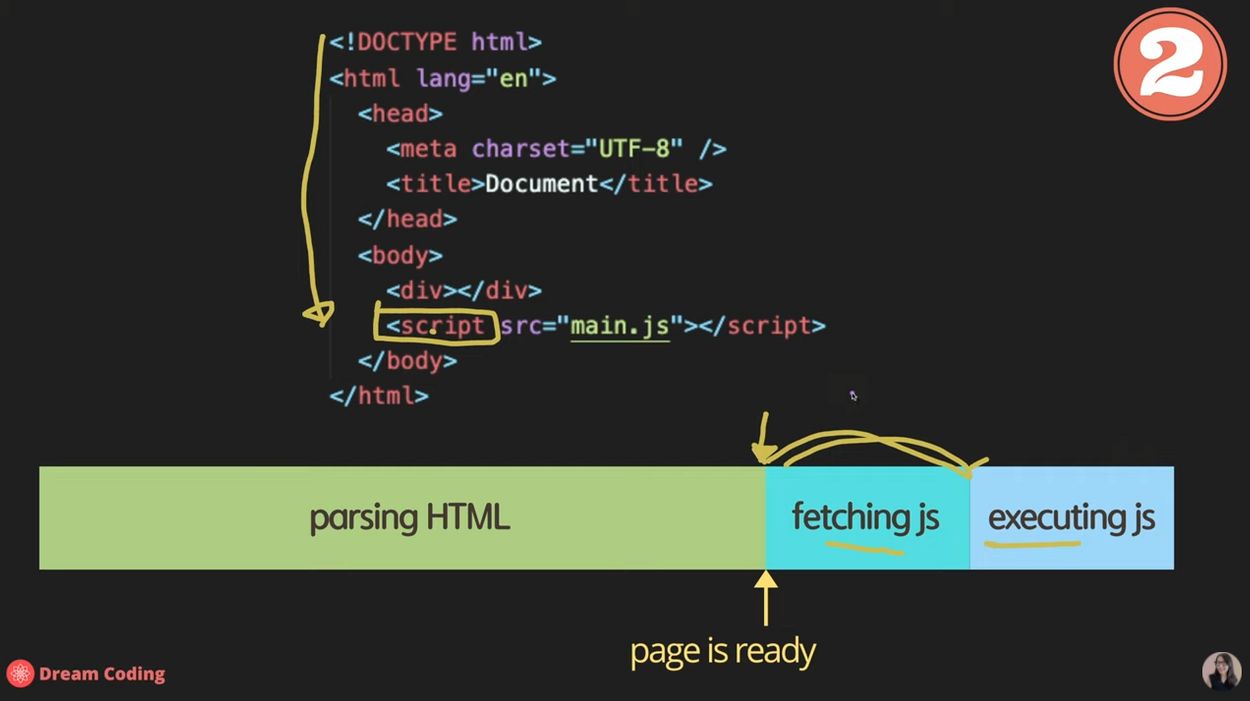 2
<!DOCTYPE html>
<html lang="en">
<head>
<meta charset="UTF-8" />
<title>Document</title>
</head>
<body>
<div></div>
<script src="main.js"></script>
</body>
</html>
parsing HTML
fetching js
executing js
page is ready
Dream Coding